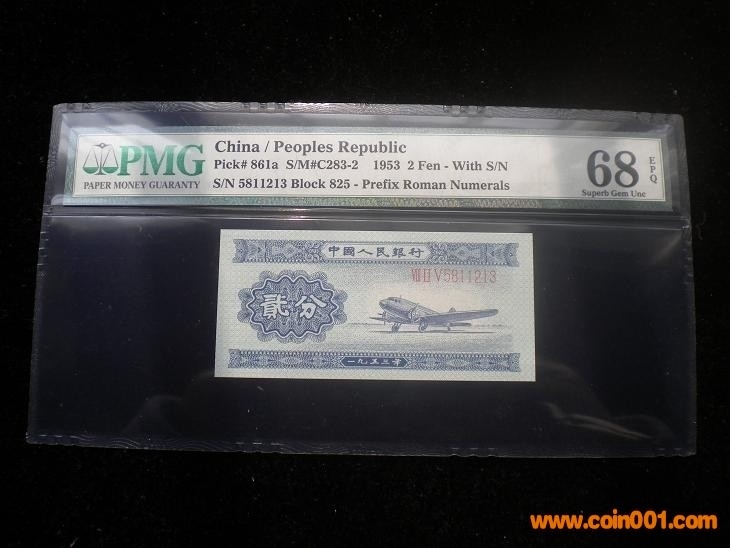 PMG
PAPER MONEY GUARANTY
China / Peoples Republic
Pick# 861a S/M#C283-2 1953 2 Fen - With S/N
S/N 5811213 Block 825 - Prefix Roman Numerals
68 EPQ
Superb Gem Unc
中國人民銀行
VIII II V 5811213
貳分
一九五三年
www.coin001.com